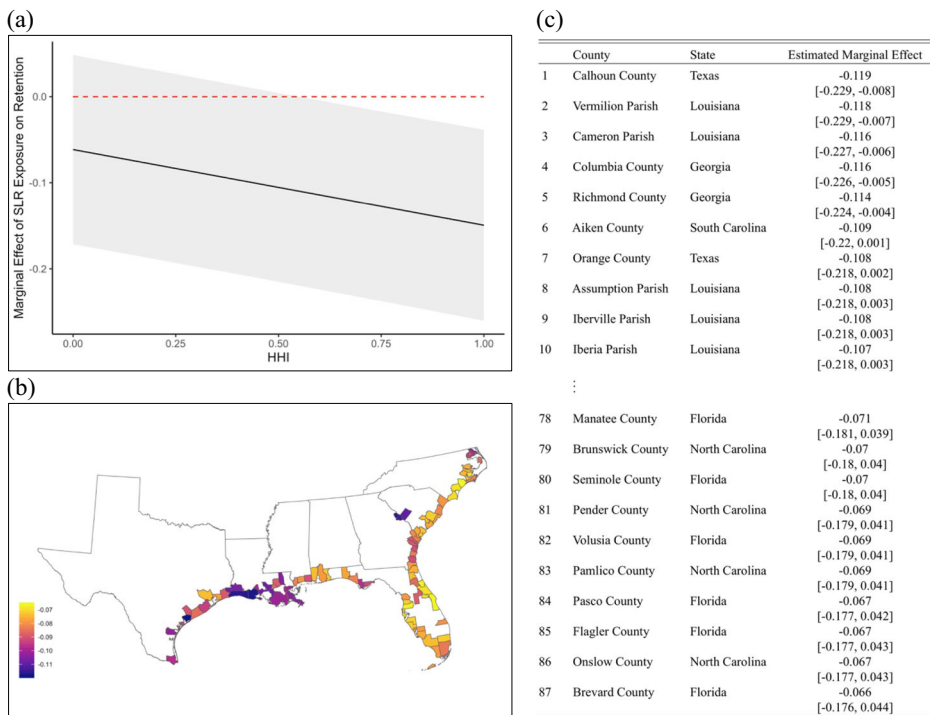 (a)
Marginal Effect of SLR Exposure on Retention
0.0
-0.1
-0.2
0.00 0.25 0.50 0.75 1.00
HHI
(b)
-0.07
-0.08
-0.09
-0.10
-0.11
(c)
County State Estimated Marginal Effect
1 Calhoun County Texas -0.119
[-0.229, -0.008]
2 Vermilion Parish Louisiana -0.118
[-0.229, -0.007]
3 Cameron Parish Louisiana -0.116
[-0.227, -0.006]
4 Columbia County Georgia -0.116
[-0.226, -0.005]
5 Richmond County Georgia -0.114
[-0.224, -0.004]
6 Aiken County South Carolina -0.109
[-0.22, 0.001]
7 Orange County Texas -0.108
[-0.218, 0.002]
8 Assumption Parish Louisiana -0.108
[-0.218, 0.003]
9 Iberville Parish Louisiana -0.108
[-0.218, 0.003]
10 Iberia Parish Louisiana -0.107
[-0.218, 0.003]
⋮
78 Manatee County Florida -0.071
[-0.181, 0.039]
79 Brunswick County North Carolina -0.07
[-0.18, 0.04]
80 Seminole County Florida -0.07
[-0.18, 0.04]
81 Pender County North Carolina -0.069
[-0.179, 0.041]
82 Volusia County Florida -0.069
[-0.179, 0.041]
83 Pamlico County North Carolina -0.069
[-0.179, 0.041]
84 Pasco County Florida -0.067
[-0.177, 0.042]
85 Flagler County Florida -0.067
[-0.177, 0.043]
86 Onslow County North Carolina -0.067
[-0.177, 0.043]
87 Brevard County Florida -0.066
[-0.176, 0.044]